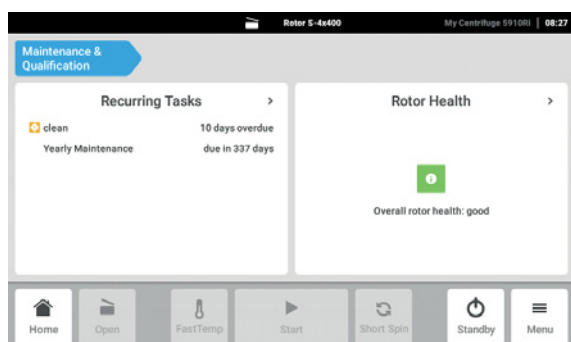 Rotor S-4x400
My Centrifuge 5910Ri | 08:27
Maintenance &
Qualification
Recurring Tasks >
clean 10 days overdue
Yearly Maintenance due in 337 days
Rotor Health >
Overall rotor health: good
Home
Open
FastTemp
Start
Short Spin
Standby
Menu